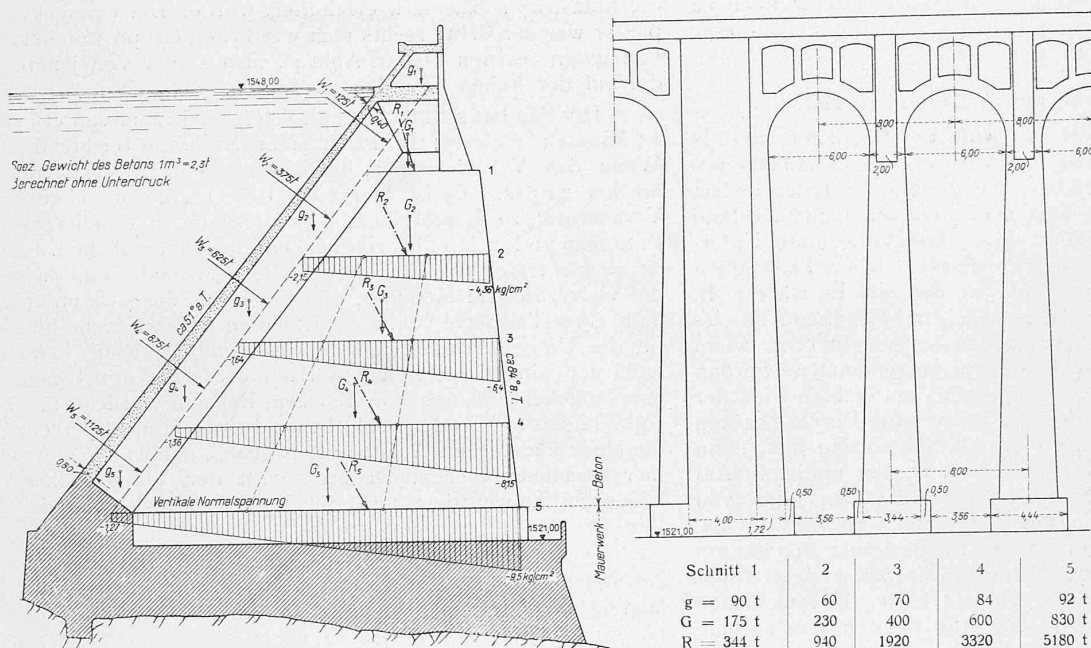 1548,00
Spez. Gewicht des Betons 1m³=2,3t
Berechnet ohne Unterdruck
W₁=125t
W₂=375t
W₃=625t
W₄=875t
W₅=1125t
ca 51° a.T.
ca 84° a.T.
0,40
0,80
g₁
g₂
g₃
g₄
g₅
R₁
G₁
1
R₂
G₂
2
-2,15
-4,36 kg/cm²
R₃
G₃
3
-1,64
-6,4
R₄
G₄
4
-1,36
-8,15
G₅
R₅
5
Vertikale Normalspannung
-1,27
-9,5 kg/cm²
1521,00
Mauerwerk
Beton
8,00
8,00
6,00
2,00
6,00
2,00
6,00
8,00
0,50
0,50
0,50
1521,00
4,00
1,72
3,56
3,44
3,56
4,44
Schnitt 1 2 3 4 5
g = 90 t 60 70 84 92 t
G = 175 t 230 400 600 830 t
R = 344 t 940 1920 3320 5180 t